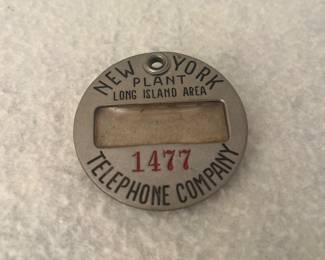 NEW YORK
PLANT
LONG ISLAND AREA
1477
TELEPHONE COMPANY